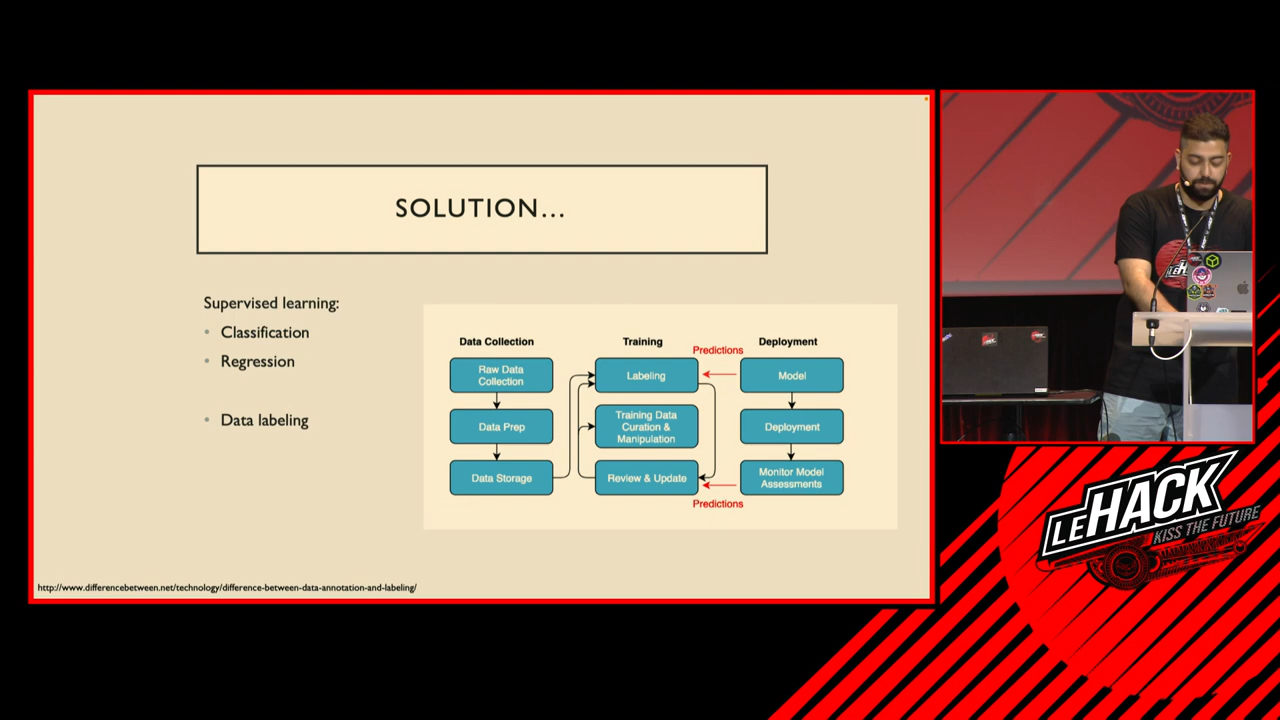 SOLUTION...
Supervised learning:
• Classification
• Regression
• Data labeling
Data Collection
Raw Data
Collection
Data Prep
Data Storage
Training
Labeling
Training Data
Curation &
Manipulation
Review & Update
Predictions
Predictions
Deployment
Model
Deployment
Monitor Model
Assessments
http://www.differencebetween.net/technology/difference-between-data-annotation-and-labeling/
LEHACK
KISS THE FUTURE